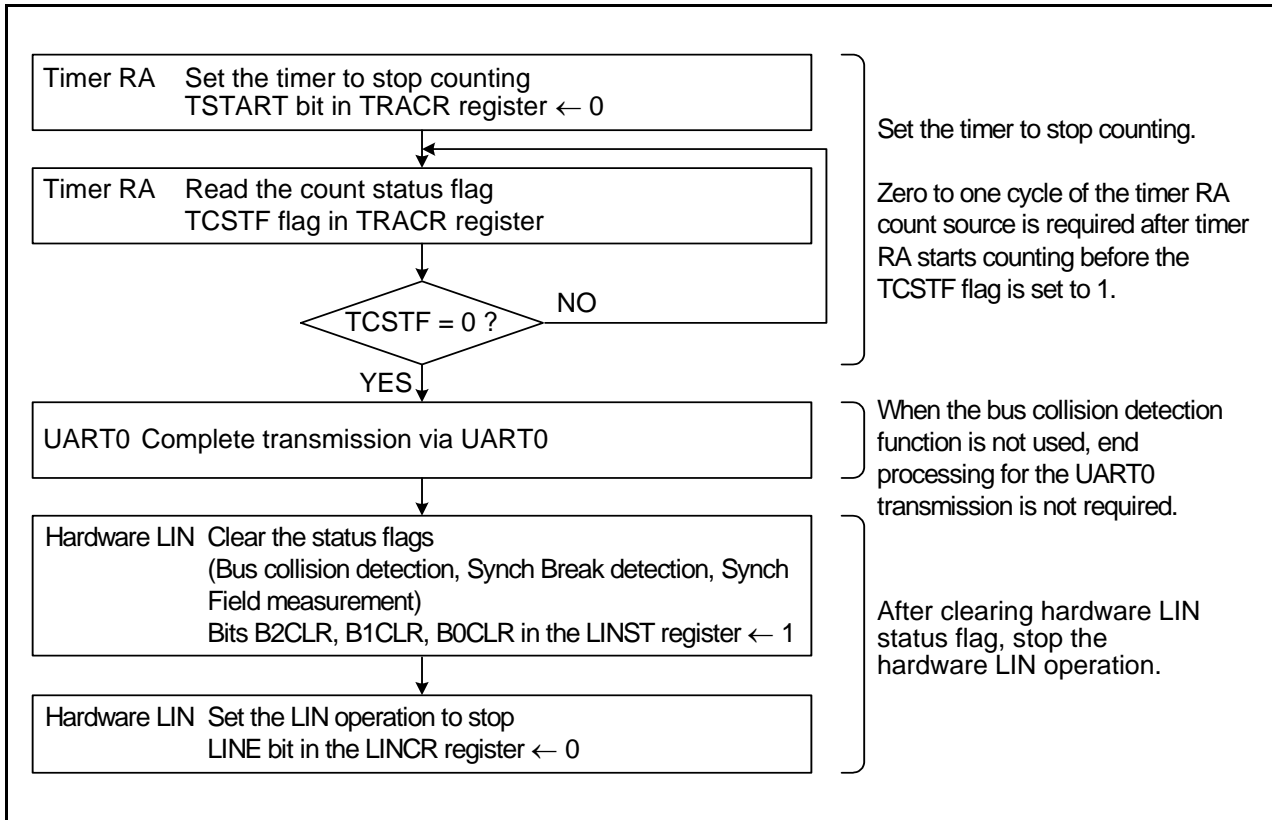 Timer RA Set the timer to stop counting
TSTART bit in TRACR register ← 0
Timer RA Read the count status flag
TCSTF flag in TRACR register
TCSTF = 0 ?
NO
YES
Set the timer to stop counting.
Zero to one cycle of the timer RA
count source is required after timer
RA starts counting before the
TCSTF flag is set to 1.
UART0 Complete transmission via UART0
When the bus collision detection
function is not used, end
processing for the UART0
transmission is not required.
Hardware LIN Clear the status flags
(Bus collision detection, Synch Break detection, Synch
Field measurement)
Bits B2CLR, B1CLR, B0CLR in the LINST register ← 1
Hardware LIN Set the LIN operation to stop
LINE bit in the LINCR register ← 0
After clearing hardware LIN
status flag, stop the
hardware LIN operation.